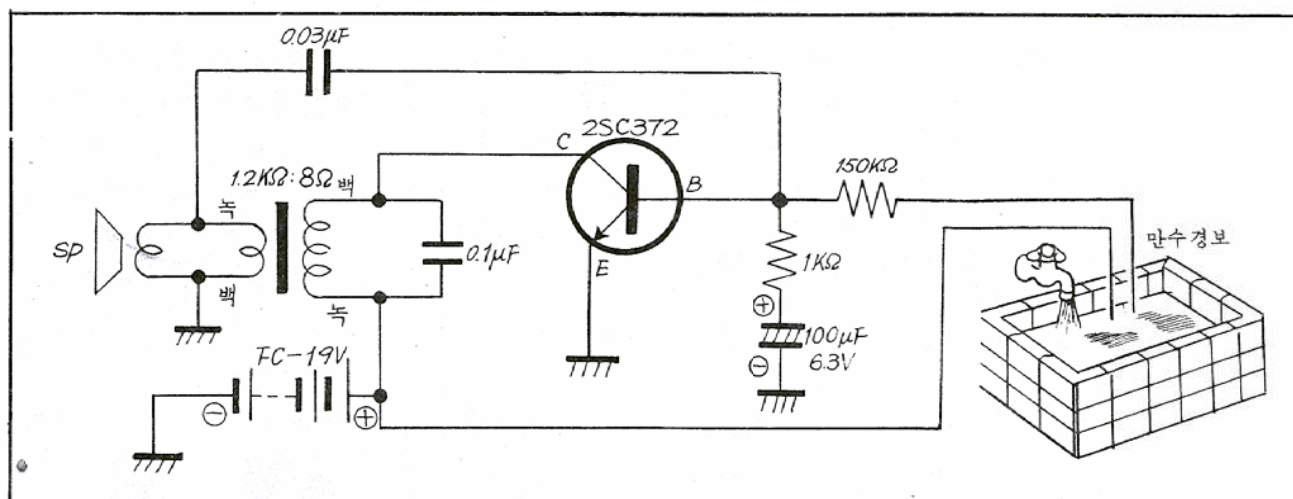 0.03μF
2SC372
C
B
E
1.2KΩ:8Ω
백
녹
SP
백
녹
0.1μF
150KΩ
1KΩ
⊕
100μF
6.3V
⊖
만수경보
FC-19V
⊖
⊕